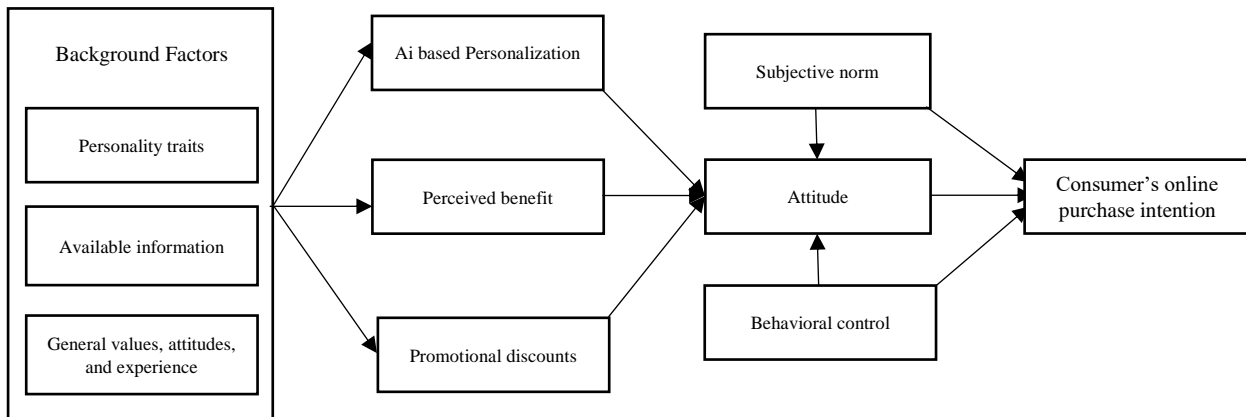 Background Factors
Personality traits
Available information
General values, attitudes,
and experience
Ai based Personalization
Perceived benefit
Promotional discounts
Subjective norm
Attitude
Behavioral control
Consumer’s online
purchase intention